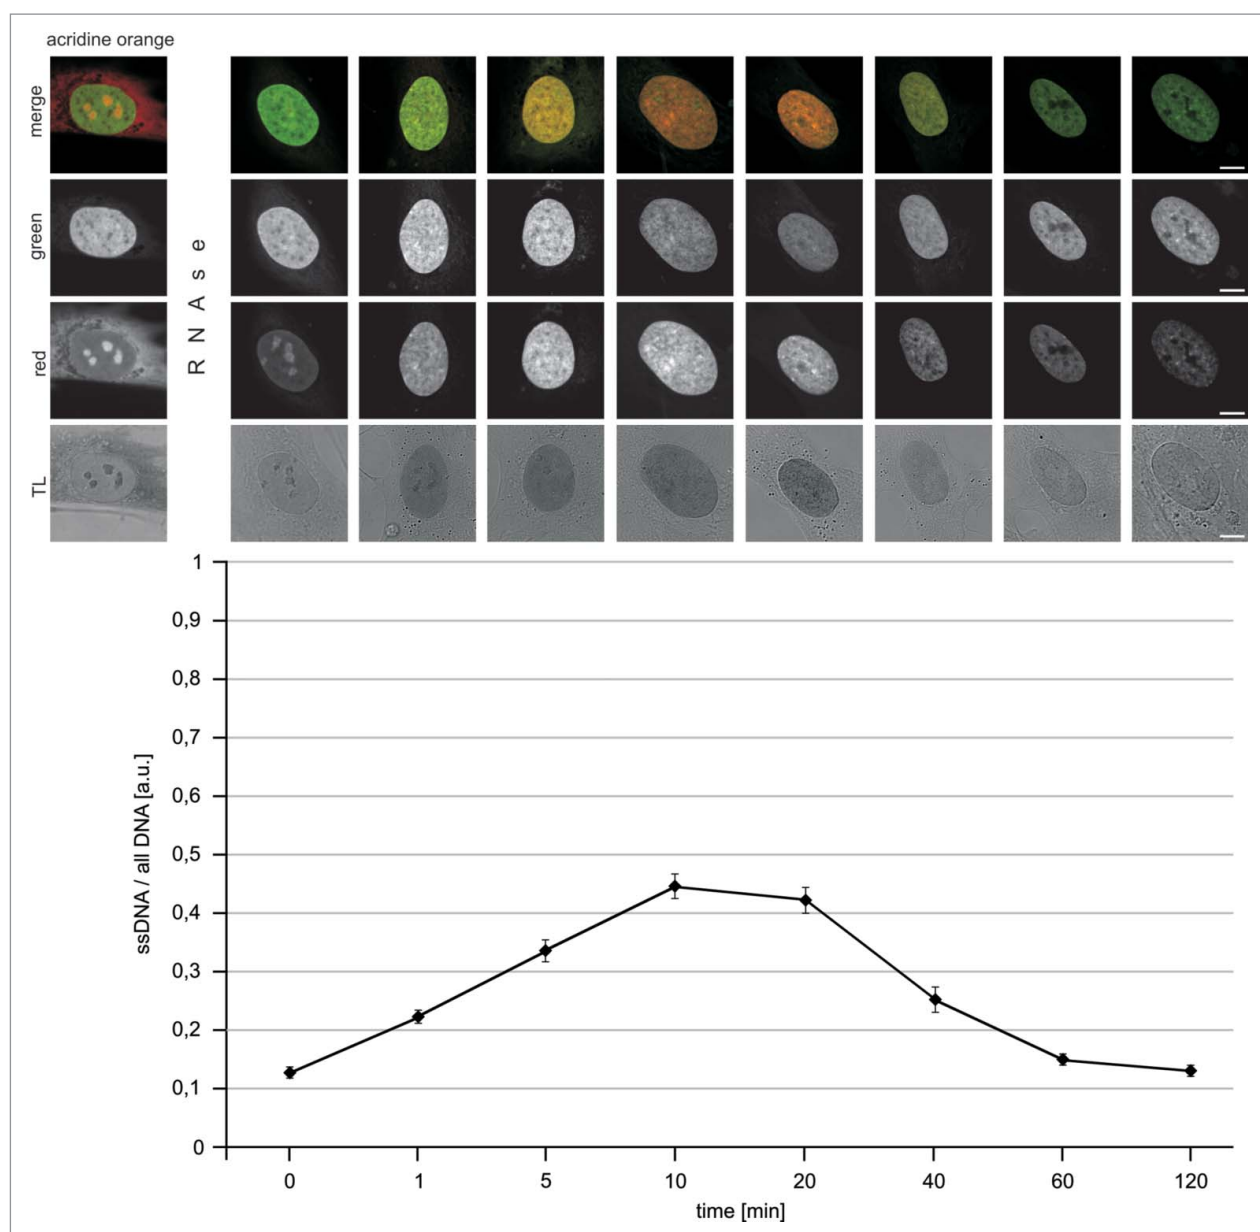 acridine orange
merge
green
red
TL
RNAse
1
0,9
0,8
0,7
0,6
0,5
0,4
0,3
0,2
0,1
0
ssDNA / all DNA [a.u.]
0 1 5 10 20 40 60 120
time [min]